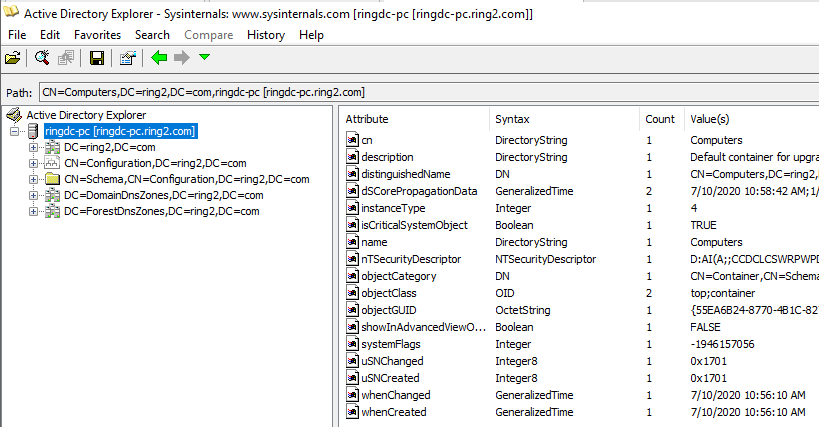 Active Directory Explorer - Sysinternals: www.sysinternals.com [ringdc-pc [ringdc-pc.ring2.com]]
File Edit Favorites Search Compare History Help
Path: CN=Computers,DC=ring2,DC=com,ringdc-pc [ringdc-pc.ring2.com]
Active Directory Explorer
ringdc-pc [ringdc-pc.ring2.com]
DC=ring2,DC=com
CN=Configuration,DC=ring2,DC=com
CN=Schema,CN=Configuration,DC=ring2,DC=com
DC=DomainDnsZones,DC=ring2,DC=com
DC=ForestDnsZones,DC=ring2,DC=com
Attribute Syntax Count Value(s)
cn DirectoryString 1 Computers
description DirectoryString 1 Default container for upgra
distinguishedName DN 1 CN=Computers,DC=ring2,D
dSCorePropagationData GeneralizedTime 2 7/10/2020 10:58:42 AM;1/
instanceType Integer 1 4
isCriticalSystemObject Boolean 1 TRUE
name DirectoryString 1 Computers
nTSecurityDescriptor NTSecurityDescriptor 1 D:AI(A;;CCDCLCSWRPWPD
objectCategory DN 1 CN=Container,CN=Schema
objectClass OID 2 top;container
objectGUID OctetString 1 {55EA6B24-8770-4B1C-82
showInAdvancedViewO... Boolean 1 FALSE
systemFlags Integer 1 -1946157056
uSNChanged Integer8 1 0x1701
uSNCreated Integer8 1 0x1701
whenChanged GeneralizedTime 1 7/10/2020 10:56:10 AM
whenCreated GeneralizedTime 1 7/10/2020 10:56:10 AM